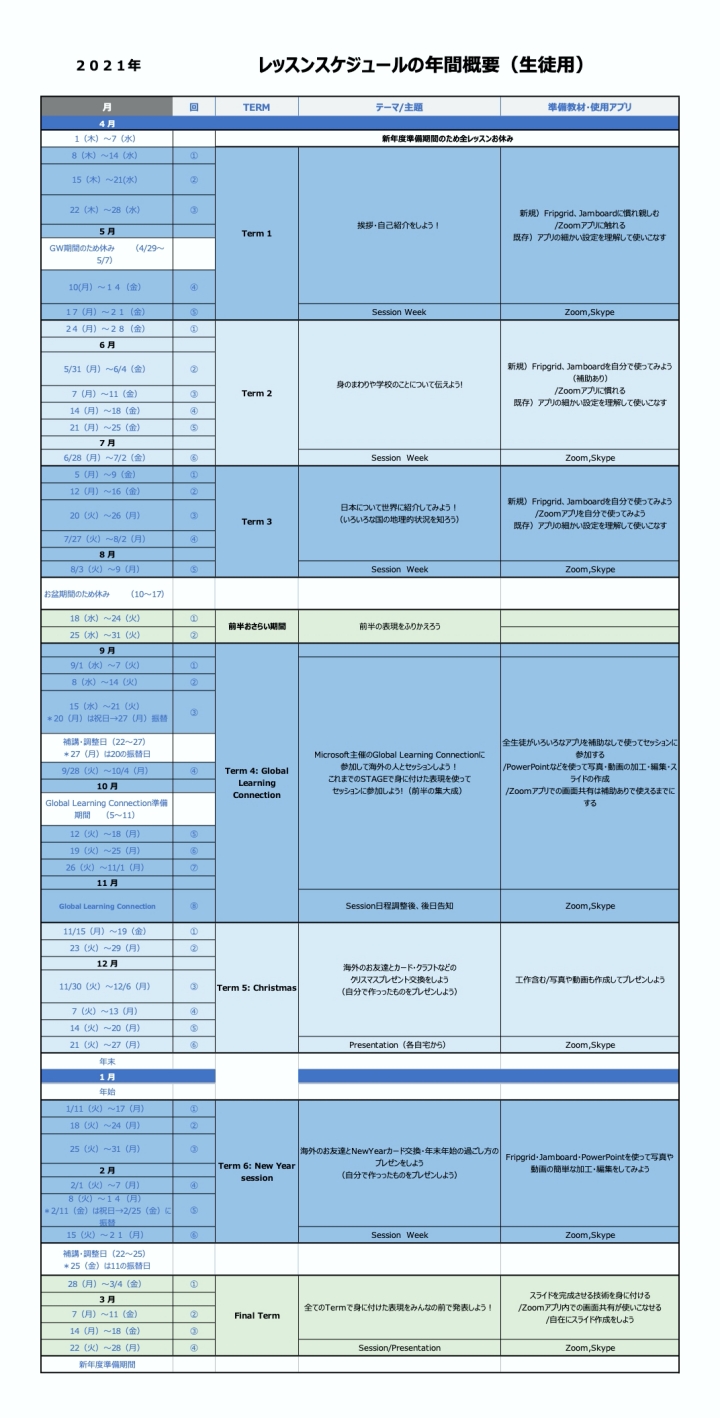 ２０２１年
レッスンスケジュールの年間概要（生徒用）
月 回 TERM テーマ/主題 準備教材・使用アプリ
４月
1（木）～7（水） 新年度準備期間のため全レッスンお休み
8（木）～14（水） ①
15（木）～21(水） ②
22（木）～28（水） ③
５月
GW期間のため休み （4/29～
5/7）
10(月）～１４（金） ④
Term 1
挨拶・自己紹介をしよう！
新規）Fripgrid、Jamboardに慣れ親しむ
/Zoomアプリに触れる
既存）アプリの細かい設定を理解して使いこなす
１7（月）～２１（金） ⑤ Session Week Zoom,Skype
２4（月）～２８（金） ①
６月
5/31（月）～6/4（金） ②
7（月）～11（金） ③
14（月）～18（金） ④
21（月）～25（金） ⑤
７月
Term 2
身のまわりや学校のことについて伝えよう!
新規）Fripgrid、Jamboardを自分で使ってみよう
（補助あり）
/Zoomアプリに慣れる
既存）アプリの細かい設定を理解して使いこなす
6/28（月）～7/2（金） ⑥ Session Week Zoom,Skype
5（月）～9（金） ①
12（月）～16（金） ②
20（火）～26（月） ③
7/27（火）～8/2（月） ④
８月
Term 3
日本について世界に紹介してみよう！
（いろいろな国の地理的状況を知ろう）
新規）Fripgrid、Jamboardを自分で使ってみよう
/Zoomアプリを自分で使ってみよう
既存）アプリの細かい設定を理解して使いこなす
8/3（火）～9（月） ⑤ Session Week Zoom,Skype
お盆期間のため休み （10～17）
18（水）～24（火） ①
25（水）～31（火） ②
前半おさらい期間
前半の表現をふりかえろう
９月
9/1（水）～7（火） ①
8（水）～14（火） ②
15（水）～21（火）
＊20（月）は祝日→27（月）振替 ③
補講・調整日（22～27）
＊27（月）は20の振替日
9/28（火）～10/4（月） ④
１０月
Global Learning Connection準備
期間 （5～11）
12（火）～18（月） ⑤
19（火）～25（月） ⑥
26（火）～11/1（月） ⑦
１１月
Term 4: Global
Learning
Connection
Microsoft主催のGlobal Learning Connectionに
参加して海外の人とセッションしよう！
これまでのSTAGEで身に付けた表現を使って
セッションに参加しよう!（前半の集大成）
全生徒がいろいろなアプリを補助なしで使ってセッションに
参加する
/PowerPointなどを使って写真・動画の加工・編集・ス
ライドの作成
/Zoomアプリでの画面共有は補助ありで使えるまでに
する
Global Learning Connection ⑧ Session日程調整後、後日告知 Zoom,Skype
11/15（月）～19（金） ①
23（火）～29（月） ②
１２月
11/30（火）～12/6（月） ③
7（火）～13（月） ④
14（火）～20（月） ⑤
Term 5: Christmas
海外のお友達とカード・クラフトなどの
クリスマスプレゼント交換をしよう
（自分で作ったものをプレゼンしよう）
工作含む/写真や動画も作成してプレゼンしよう
21（火）～27（月） ⑥ Presentation（各自宅から） Zoom,Skype
年末
１月
年始
1/11（火）～17（月） ①
18（火）～24（月） ②
25（火）～31（月） ③
２月
2/1（火）～7（月） ④
8（火）～１４（月）
＊2/11（金）は祝日→2/25（金）に
振替 ⑤
Term 6: New Year
session
海外のお友達とNewYearカード交換・年末年始の過ごし方の
プレゼンをしよう
（自分で作ったものをプレゼンしよう）
Fripgrid・Jamboard・PowerPointを使って写真や
動画の簡単な加工・編集をしてみよう
15（火）～２1（月） ⑥ Session Week Zoom,Skype
補講・調整日（22～25）
＊25（金）は11の振替日
28（月）～3/4（金） ①
３月
7（月）～11（金） ②
14（月）～18（金） ③
Final Term
全てのTermで身に付けた表現をみんなの前で発表しよう！
スライドを完成させる技術を身に付ける
/Zoomアプリ内での画面共有が使いこなせる
/自在にスライド作成をしよう
22（火）～28（月） ④ Session/Presentation Zoom,Skype
新年度準備期間